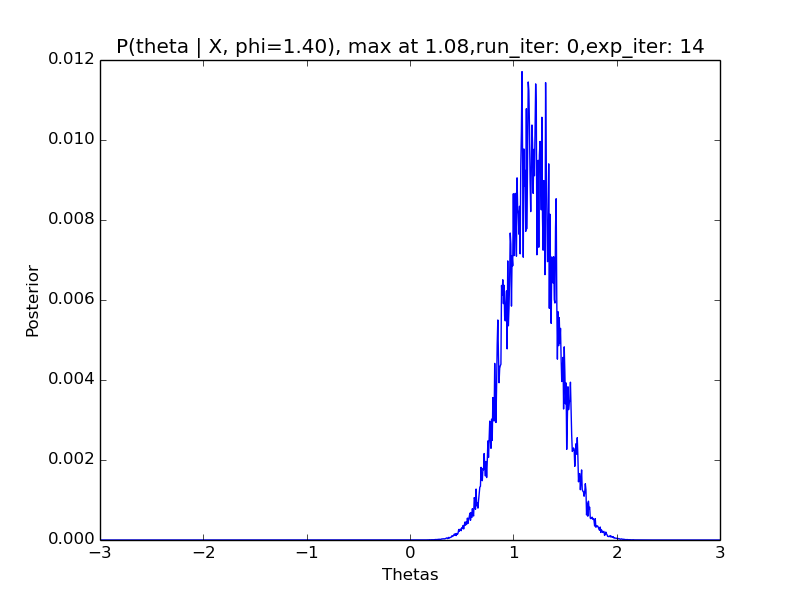 P(theta | X, phi=1.40), max at 1.08,run_iter: 0,exp_iter: 14
0.012
0.010
0.008
0.006
0.004
0.002
0.000
Posterior
−3 −2 −1 0 1 2 3
Thetas